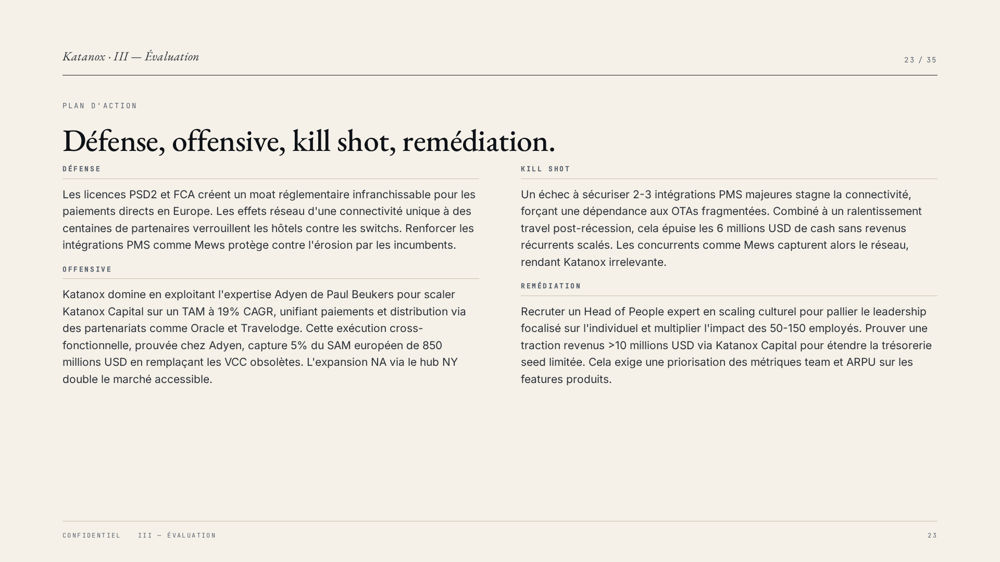 Katanox · III — Évaluation
23 / 35
PLAN D'ACTION
Défense, offensive, kill shot, remédiation.
DÉFENSE
Les licences PSD2 et FCA créent un moat réglementaire infranchissable pour les
paiements directs en Europe. Les effets réseau d'une connectivité unique à des
centaines de partenaires verrouillent les hôtels contre les switchs. Renforcer les
intégrations PMS comme Mews protège contre l'érosion par les incumbents.
OFFENSIVE
Katanox domine en exploitant l'expertise Adyen de Paul Beukers pour scaler
Katanox Capital sur un TAM à 19% CAGR, unifiant paiements et distribution via
des partenariats comme Oracle et Travelodge. Cette exécution cross-
fonctionnelle, prouvée chez Adyen, capture 5% du SAM européen de 850
millions USD en remplaçant les VCC obsolètes. L'expansion NA via le hub NY
double le marché accessible.
KILL SHOT
Un échec à sécuriser 2-3 intégrations PMS majeures stagne la connectivité,
forçant une dépendance aux OTAs fragmentées. Combiné à un ralentissement
travel post-récession, cela épuise les 6 millions USD de cash sans revenus
récurrents scalés. Les concurrents comme Mews capturent alors le réseau,
rendant Katanox irrelevante.
REMÉDIATION
Recruter un Head of People expert en scaling culturel pour pallier le leadership
focalisé sur l'individuel et multiplier l'impact des 50-150 employés. Prouver une
traction revenus >10 millions USD via Katanox Capital pour étendre la trésorerie
seed limitée. Cela exige une priorisation des métriques team et ARPU sur les
features produits.
CONFIDENTIEL III — ÉVALUATION
23